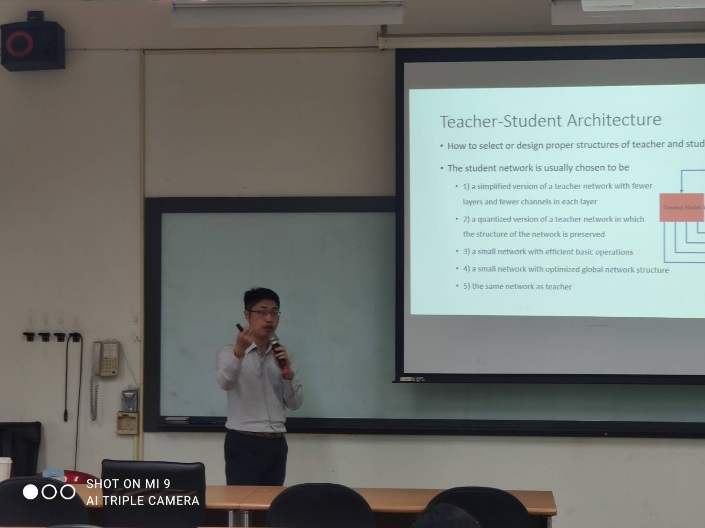 Teacher-Student Architecture
• How to select or design proper structures of teacher and stud
• The student network is usually chosen to be
• 1) a simplified version of a teacher network with fewer
layers and fewer channels in each layer
• 2) a quantized version of a teacher network in which
the structure of the network is preserved
• 3) a small network with efficient basic operations
• 4) a small network with optimized global network structure
• 5) the same network as teacher
Teacher Model
SHOT ON MI 9
AI TRIPLE CAMERA